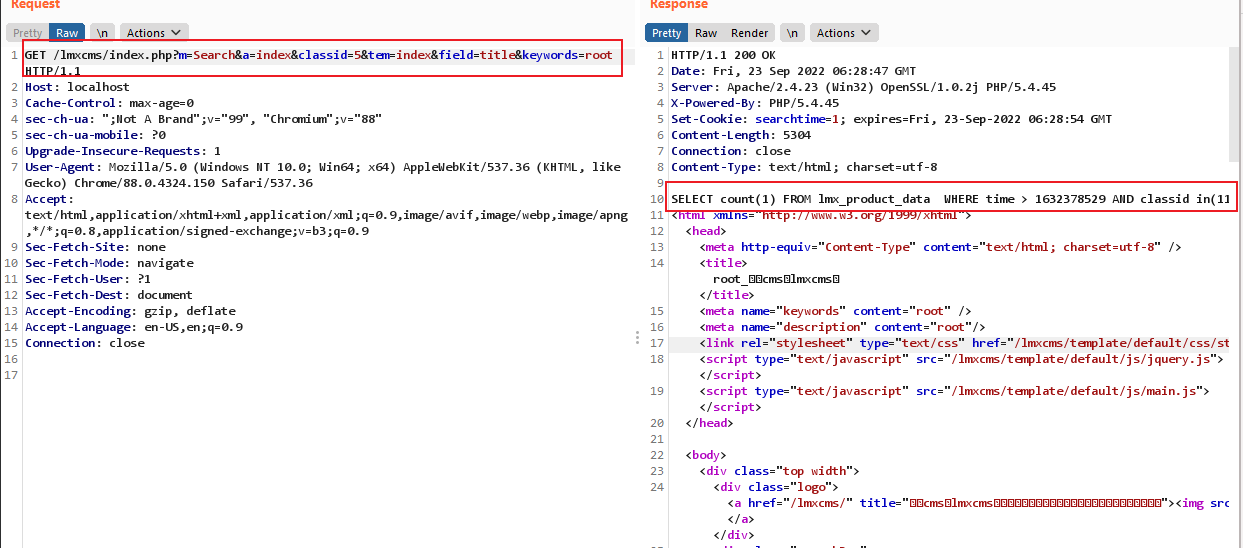 Request
Pretty Raw \n Actions
1 GET /lmxcms/index.php?m=Search&a=index&classid=5&tem=index&field=title&keywords=root
HTTP/1.1
2 Host: localhost
3 Cache-Control: max-age=0
4 sec-ch-ua: ";Not A Brand";v="99", "Chromium";v="88"
5 sec-ch-ua-mobile: ?0
6 Upgrade-Insecure-Requests: 1
7 User-Agent: Mozilla/5.0 (Windows NT 10.0; Win64; x64) AppleWebKit/537.36 (KHTML, like
Gecko) Chrome/88.0.4324.150 Safari/537.36
8 Accept:
text/html,application/xhtml+xml,application/xml;q=0.9,image/avif,image/webp,image/apng
,*/*;q=0.8,application/signed-exchange;v=b3;q=0.9
9 Sec-Fetch-Site: none
10 Sec-Fetch-Mode: navigate
11 Sec-Fetch-User: ?1
12 Sec-Fetch-Dest: document
13 Accept-Encoding: gzip, deflate
14 Accept-Language: en-US,en;q=0.9
15 Connection: close
16
17
Response
Pretty Raw Render \n Actions
1 HTTP/1.1 200 OK
2 Date: Fri, 23 Sep 2022 06:28:47 GMT
3 Server: Apache/2.4.23 (Win32) OpenSSL/1.0.2j PHP/5.4.45
4 X-Powered-By: PHP/5.4.45
5 Set-Cookie: searchtime=1; expires=Fri, 23-Sep-2022 06:28:54 GMT
6 Content-Length: 5304
7 Connection: close
8 Content-Type: text/html; charset=utf-8
9
10 SELECT count(1) FROM lmx_product_data  WHERE time > 1632378529 AND classid in(11
11 <html xmlns="http://www.w3.org/1999/xhtml">
12 <head>
13 <meta http-equiv="Content-Type" content="text/html; charset=utf-8" />
14 <title>
root_▯▯cms▯lmxcms▯
</title>
15 <meta name="keywords" content="root" />
16 <meta name="description" content="root"/>
17 <link rel="stylesheet" type="text/css" href="/lmxcms/template/default/css/st
18 <script type="text/javascript" src="/lmxcms/template/default/js/jquery.js">
</script>
19 <script type="text/javascript" src="/lmxcms/template/default/js/main.js">
</script>
20 </head>
21
22 <body>
23 <div class="top width">
24 <div class="logo">
<a href="/lmxcms/" title="▯▯cms▯lmxcms▯▯▯▯▯▯▯▯▯▯▯▯▯▯▯▯▯▯▯▯▯▯▯▯"><img src
</a>
</div>